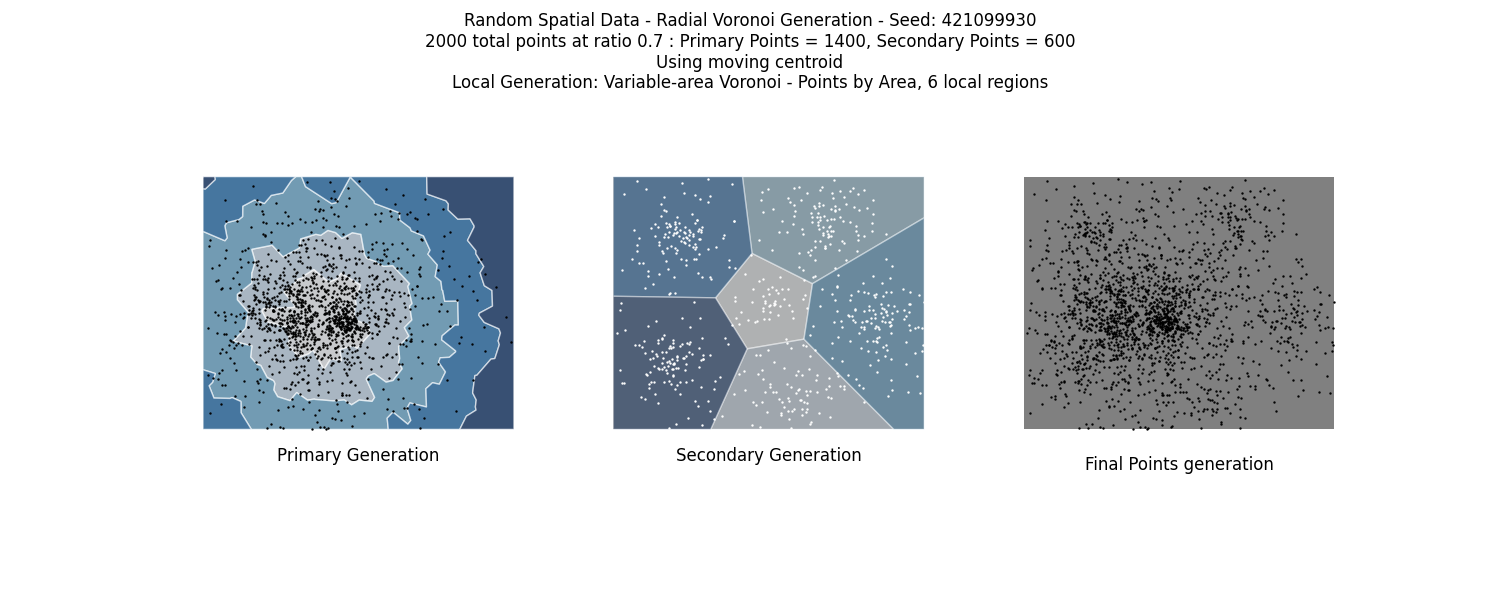 Random Spatial Data - Radial Voronoi Generation - Seed: 421099930
2000 total points at ratio 0.7 : Primary Points = 1400, Secondary Points = 600
Using moving centroid
Local Generation: Variable-area Voronoi - Points by Area, 6 local regions
Primary Generation
Secondary Generation
Final Points generation